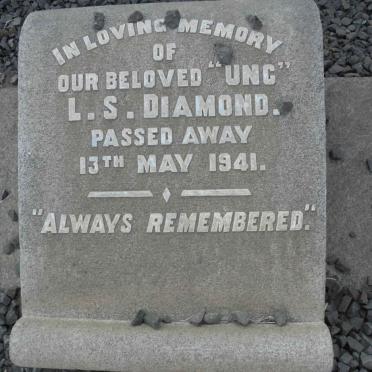 IN LOVING MEMORY
OF
OUR BELOVED "UNC"
L. S. DIAMOND.
PASSED AWAY
13TH MAY 1941.
"ALWAYS REMEMBERED."